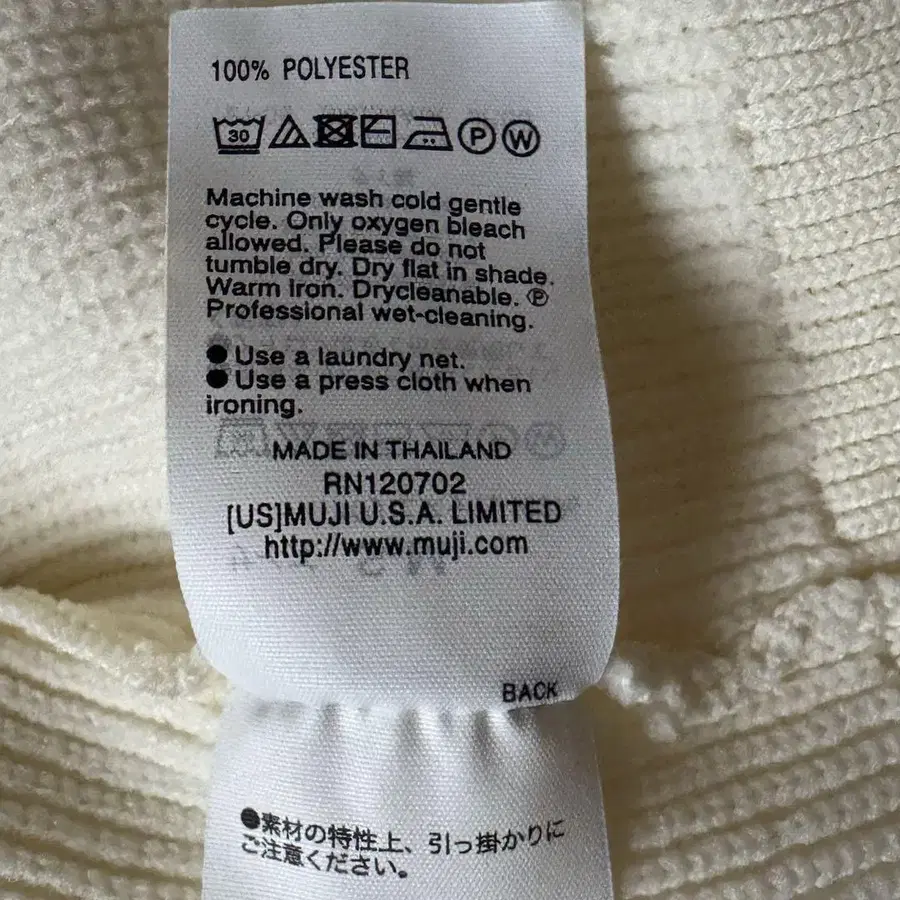 100% POLYESTER
30 P W
Machine wash cold gentle
cycle. Only oxygen bleach
allowed. Please do not
tumble dry. Dry flat in shade.
Warm Iron. Drycleanable. Ⓟ
Professional wet-cleaning.
●Use a laundry net.
●Use a press cloth when
ironing.
MADE IN THAILAND
RN120702
[US]MUJI U.S.A. LIMITED
http://www.muji.com
BACK
●素材の特性上、引っ掛かりに
ご注意ください。